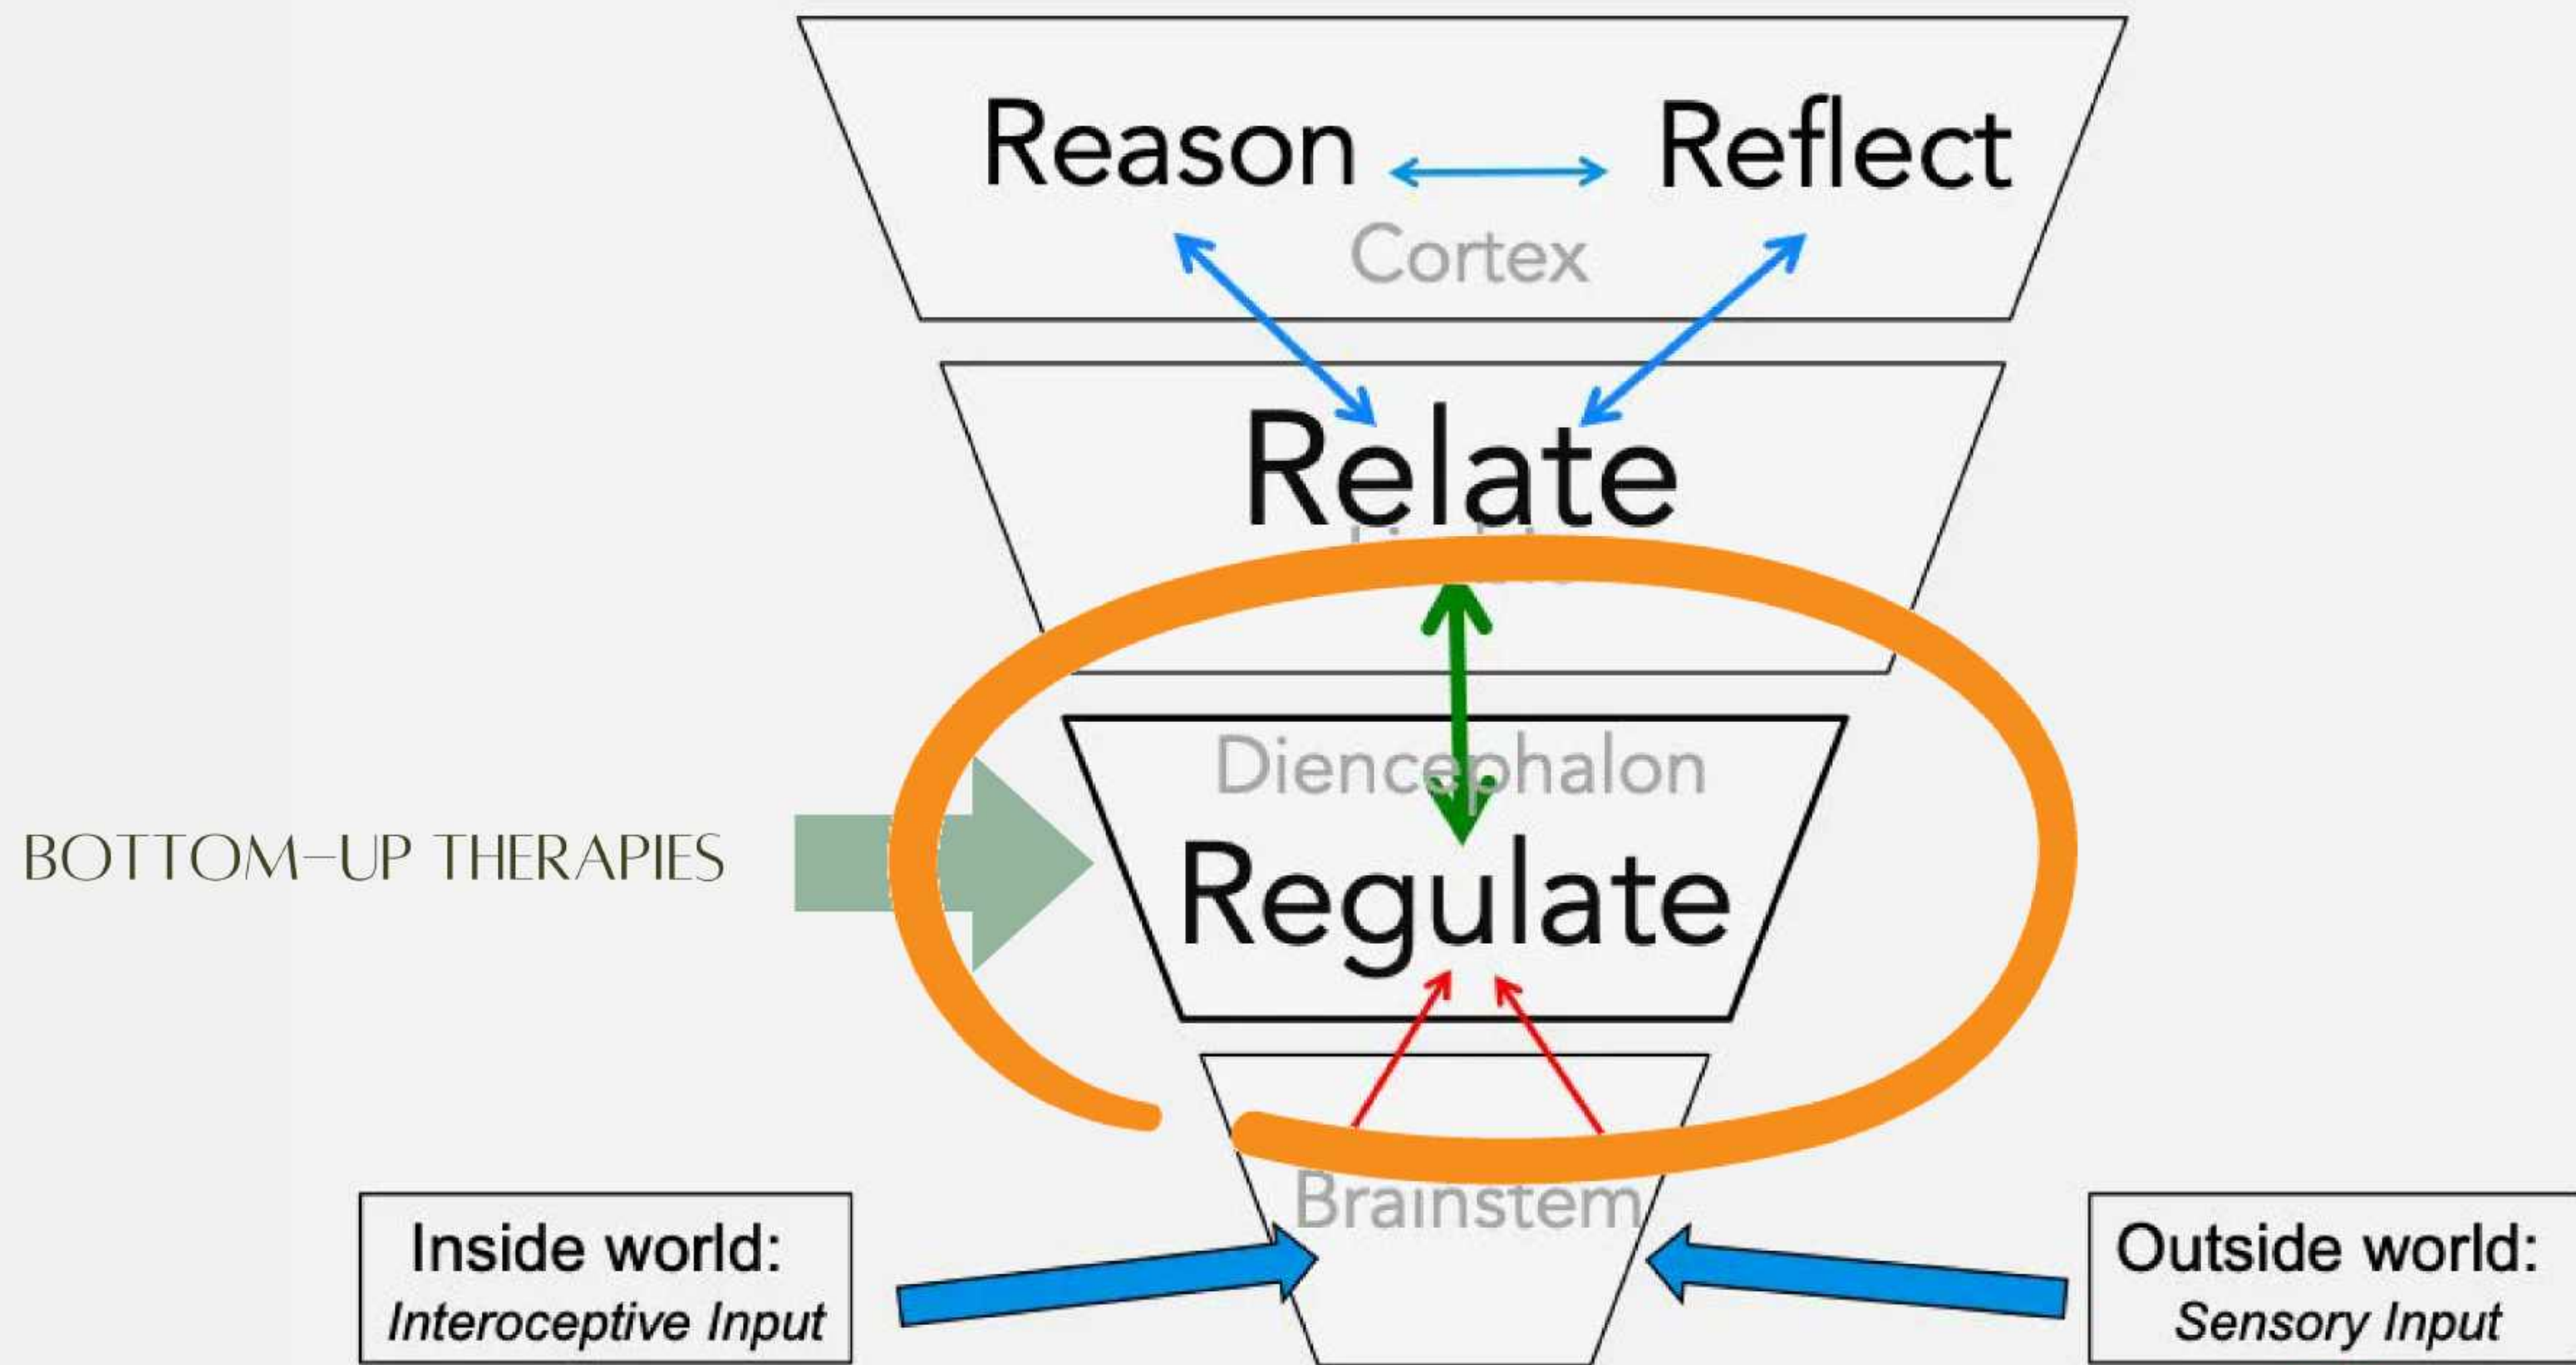 Reason
Reflect
Cortex
Relate
Diencephalon
BOTTOM-UP THERAPIES
Regulate
Brainstem
Inside world:
Interoceptive Input
Outside world:
Sensory Input